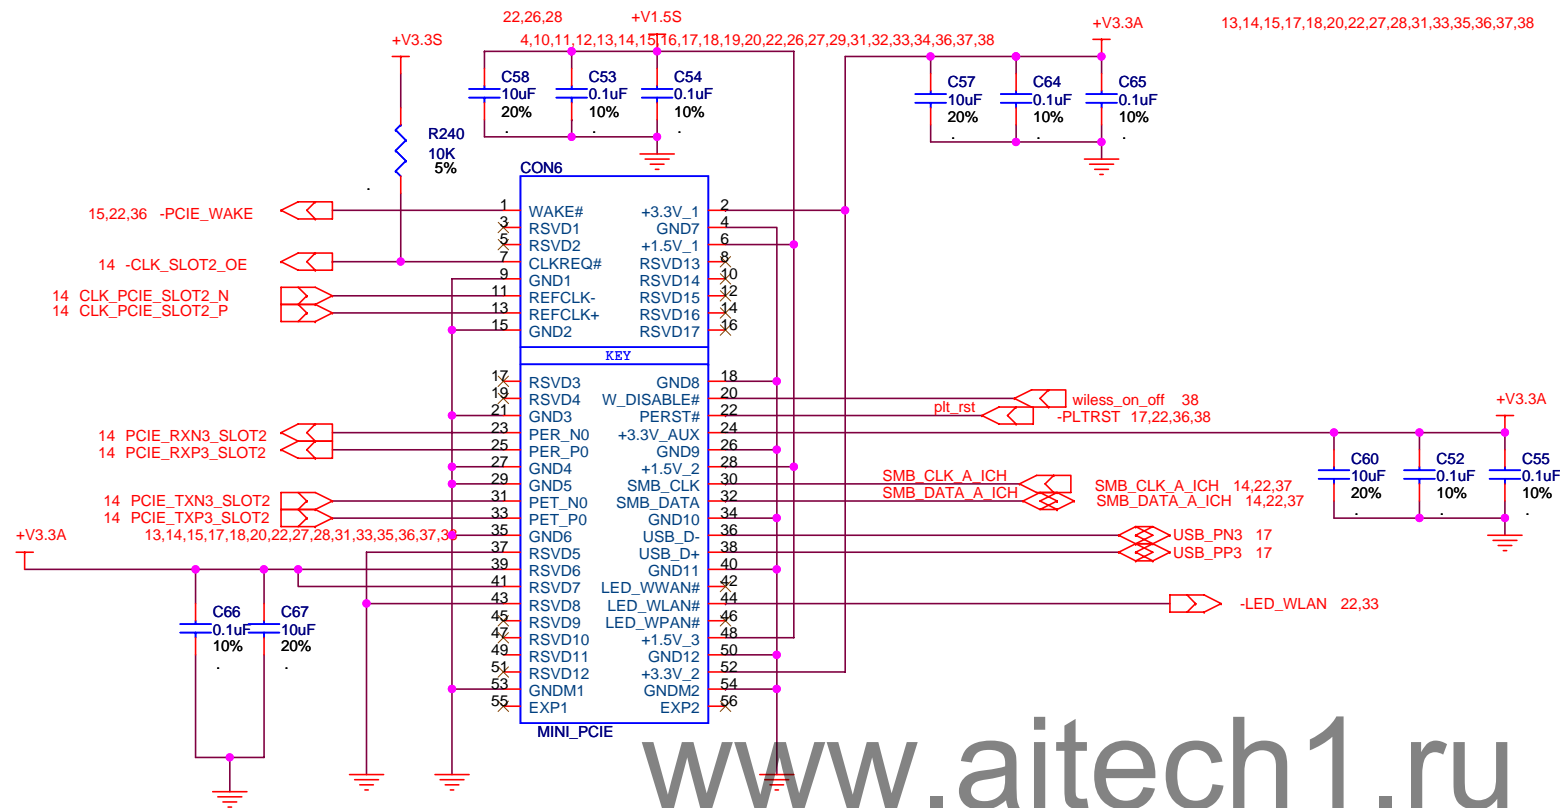 22,26,28
+V1.5S
+V3.3A
13,14,15,17,18,20,22,27,28,31,33,35,36,37,38
+V3.3S
4,10,11,12,13,14,15,16,17,18,19,20,22,26,27,29,31,32,33,34,36,37,38
C58
10uF
20%
.
C53
0.1uF
10%
.
C54
0.1uF
10%
.
C57
10uF
20%
.
C64
0.1uF
10%
.
C65
0.1uF
10%
.
R240
10K
5%
.
CON6
15,22,36 -PCIE_WAKE
1 WAKE# +3.3V_1 2
3 RSVD1 GND7 4
5 RSVD2 +1.5V_1 6
14 -CLK_SLOT2_OE
7 CLKREQ# RSVD13 8
9 GND1 RSVD14 10
14 CLK_PCIE_SLOT2_N
11 REFCLK- RSVD15 12
14 CLK_PCIE_SLOT2_P
13 REFCLK+ RSVD16 14
15 GND2 RSVD17 16
KEY
17 RSVD3 GND8 18
19 RSVD4 W_DISABLE# 20
wiless_on_off 38
21 GND3 PERST# 22
plt_rst
-PLTRST 17,22,36,38
14 PCIE_RXN3_SLOT2
23 PER_N0 +3.3V_AUX 24
+V3.3A
14 PCIE_RXP3_SLOT2
25 PER_P0 GND9 26
27 GND4 +1.5V_2 28
29 GND5 SMB_CLK 30
SMB_CLK_A_ICH
SMB_CLK_A_ICH 14,22,37
14 PCIE_TXN3_SLOT2
31 PET_N0 SMB_DATA 32
SMB_DATA_A_ICH
SMB_DATA_A_ICH 14,22,37
14 PCIE_TXP3_SLOT2
33 PET_P0 GND10 34
C60
10uF
20%
.
C52
0.1uF
10%
.
C55
0.1uF
10%
.
+V3.3A
13,14,15,17,18,20,22,27,28,31,33,35,36,37,38
35 GND6 USB_D- 36
USB_PN3 17
37 RSVD5 USB_D+ 38
USB_PP3 17
39 RSVD6 GND11 40
41 RSVD7 LED_WWAN# 42
43 RSVD8 LED_WLAN# 44
-LED_WLAN 22,33
45 RSVD9 LED_WPAN# 46
47 RSVD10 +1.5V_3 48
49 RSVD11 GND12 50
51 RSVD12 +3.3V_2 52
53 GNDM1 GNDM2 54
55 EXP1 EXP2 56
C66
0.1uF
10%
.
C67
10uF
20%
.
MINI_PCIE
www.aitech1.ru